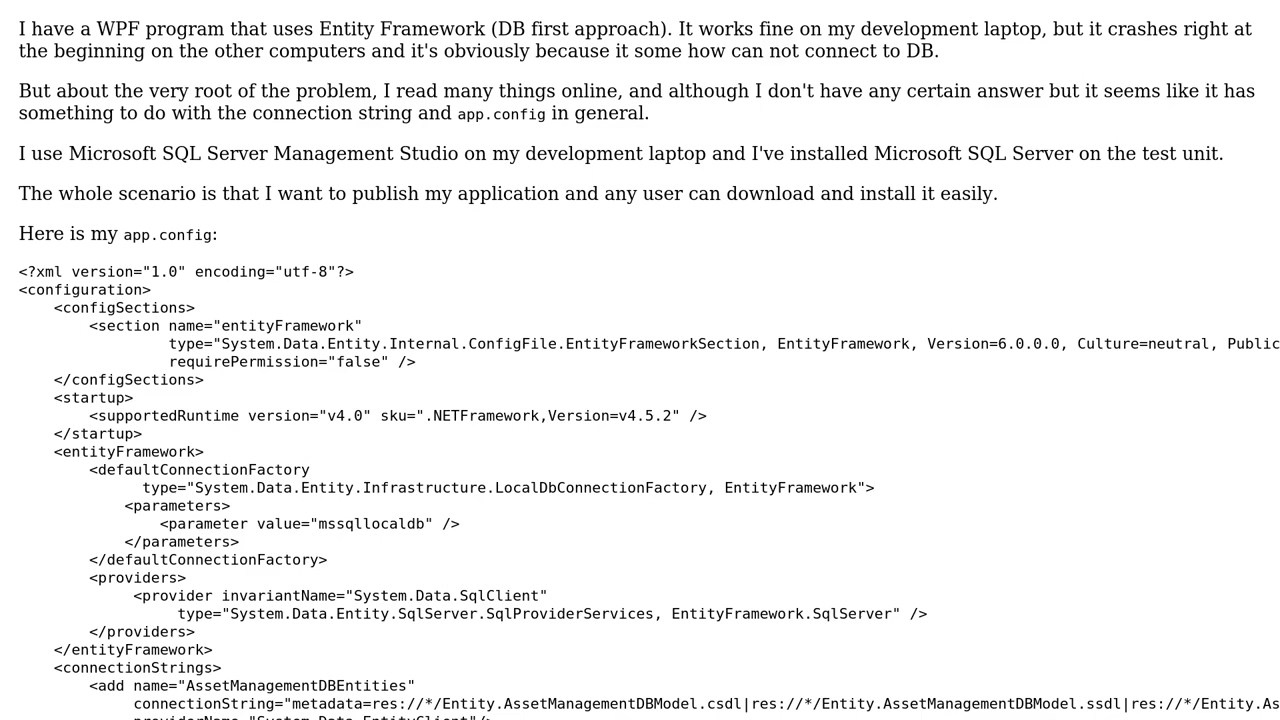 I have a WPF program that uses Entity Framework (DB first approach). It works fine on my development laptop, but it crashes right at
the beginning on the other computers and it's obviously because it some how can not connect to DB.
But about the very root of the problem, I read many things online, and although I don't have any certain answer but it seems like it has
something to do with the connection string and app.config in general.
I use Microsoft SQL Server Management Studio on my development laptop and I've installed Microsoft SQL Server on the test unit.
The whole scenario is that I want to publish my application and any user can download and install it easily.
Here is my app.config:
<?xml version="1.0" encoding="utf-8"?>
<configuration>
    <configSections>
        <section name="entityFramework"
                 type="System.Data.Entity.Internal.ConfigFile.EntityFrameworkSection, EntityFramework, Version=6.0.0.0, Culture=neutral, Public
                 requirePermission="false" />
    </configSections>
    <startup>
        <supportedRuntime version="v4.0" sku=".NETFramework,Version=v4.5.2" />
    </startup>
    <entityFramework>
        <defaultConnectionFactory
              type="System.Data.Entity.Infrastructure.LocalDbConnectionFactory, EntityFramework">
            <parameters>
                <parameter value="mssqllocaldb" />
            </parameters>
        </defaultConnectionFactory>
        <providers>
             <provider invariantName="System.Data.SqlClient"
                  type="System.Data.Entity.SqlServer.SqlProviderServices, EntityFramework.SqlServer" />
        </providers>
    </entityFramework>
    <connectionStrings>
        <add name="AssetManagementDBEntities"
             connectionString="metadata=res://*/Entity.AssetManagementDBModel.csdl|res://*/Entity.AssetManagementDBModel.ssdl|res://*/Entity.As
             providerName="System.Data.EntityClient"/>